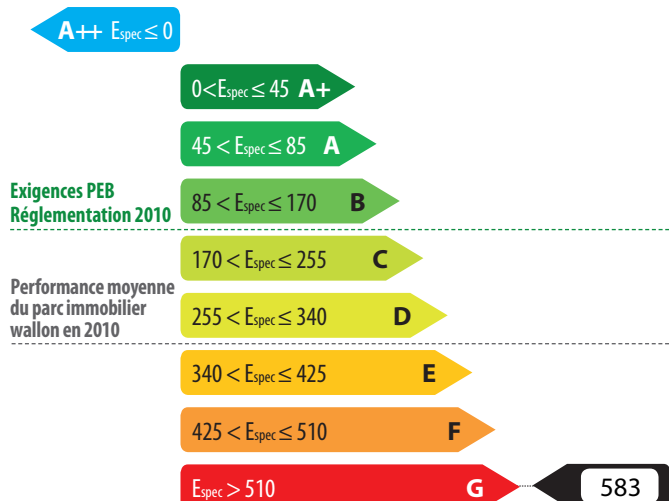 A++ Espec ≤ 0
0 < Espec ≤ 45 A+
45 < Espec ≤ 85 A
Exigences PEB
Réglementation 2010
85 < Espec ≤ 170 B
170 < Espec ≤ 255 C
Performance moyenne
du parc immobilier
wallon en 2010
255 < Espec ≤ 340 D
340 < Espec ≤ 425 E
425 < Espec ≤ 510 F
Espec > 510 G 583